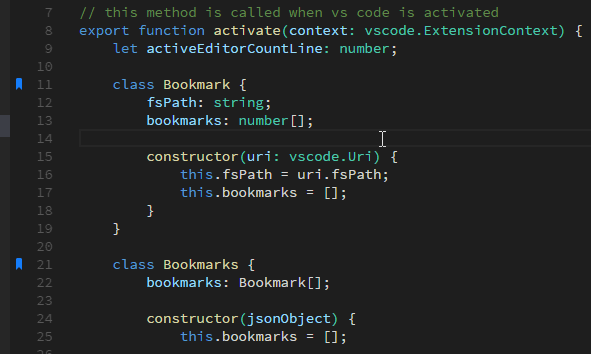 7 // this method is called when vs code is activated
8 export function activate(context: vscode.ExtensionContext) {
9     let activeEditorCountLine: number;
10
11     class Bookmark {
12         fsPath: string;
13         bookmarks: number[];
14
15         constructor(uri: vscode.Uri) {
16             this.fsPath = uri.fsPath;
17             this.bookmarks = [];
18         }
19     }
20
21     class Bookmarks {
22         bookmarks: Bookmark[];
23
24         constructor(jsonObject) {
25             this.bookmarks = [];